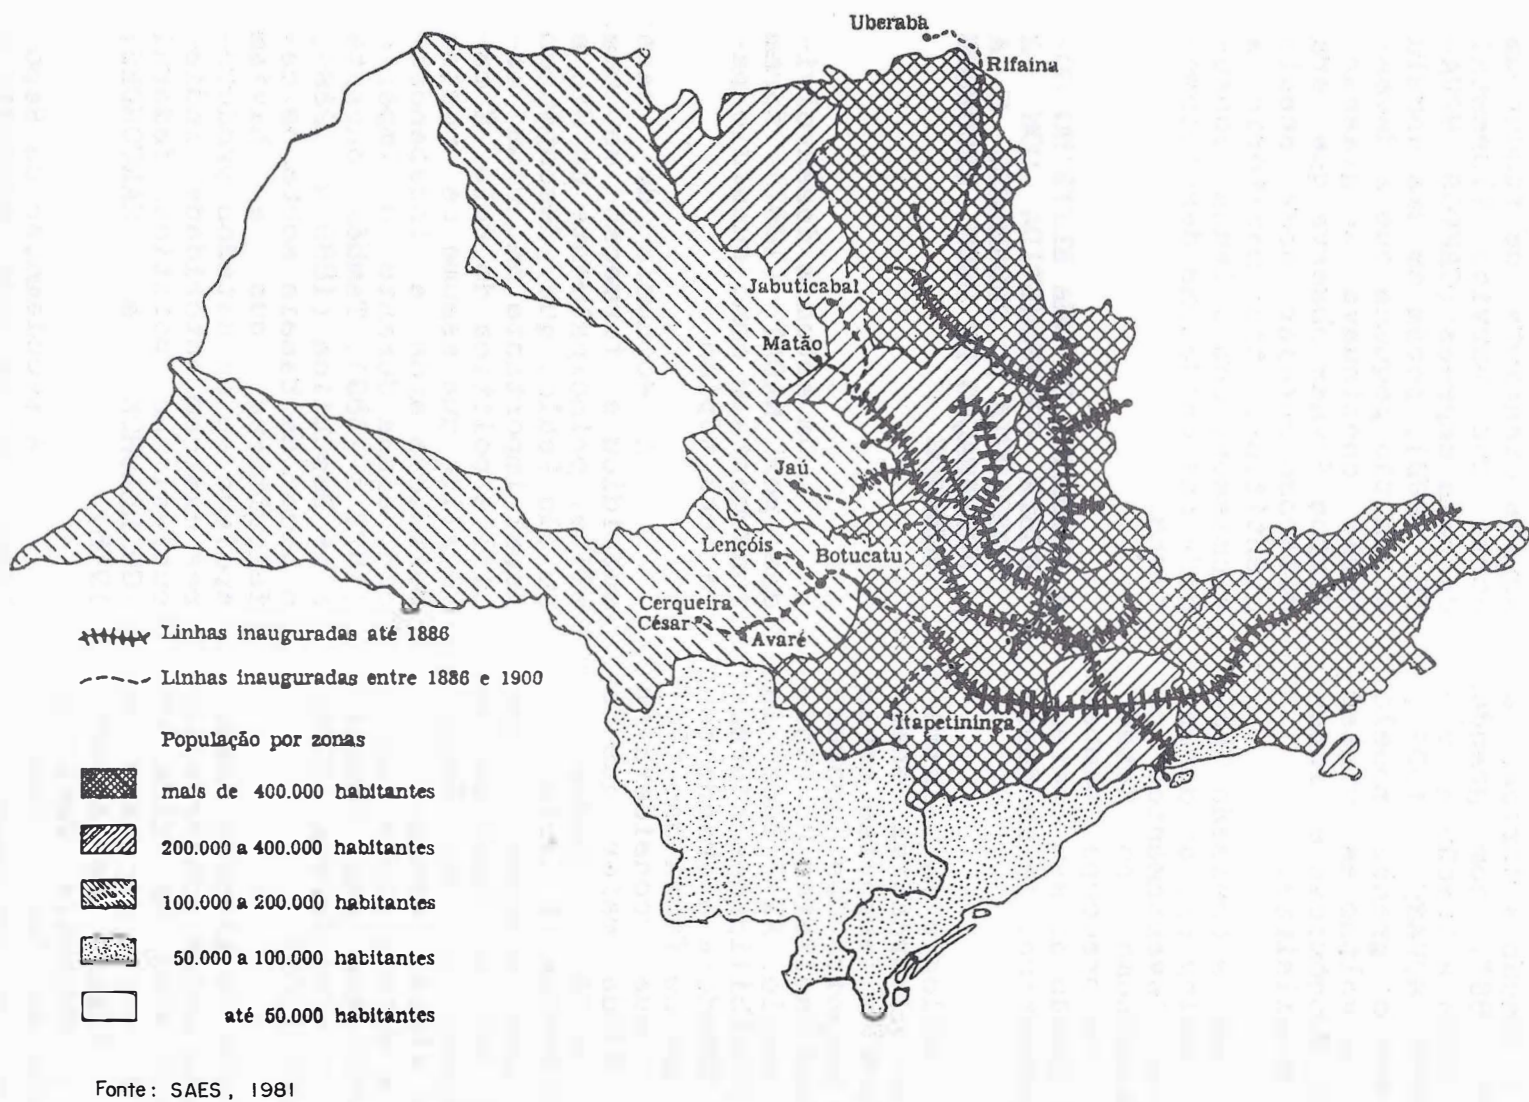 Uberaba
Rifaina
Jabuticabal
Matão
Jaú
Lençóis
Botucatu
Cerqueira
César
Avaré
Itapetininga
Linhas inauguradas até 1886
Linhas inauguradas entre 1886 e 1900
População por zonas
mais de 400.000 habitantes
200.000 a 400.000 habitantes
100.000 a 200.000 habitantes
50.000 a 100.000 habitantes
até 50.000 habitantes
Fonte: SAES, 1981